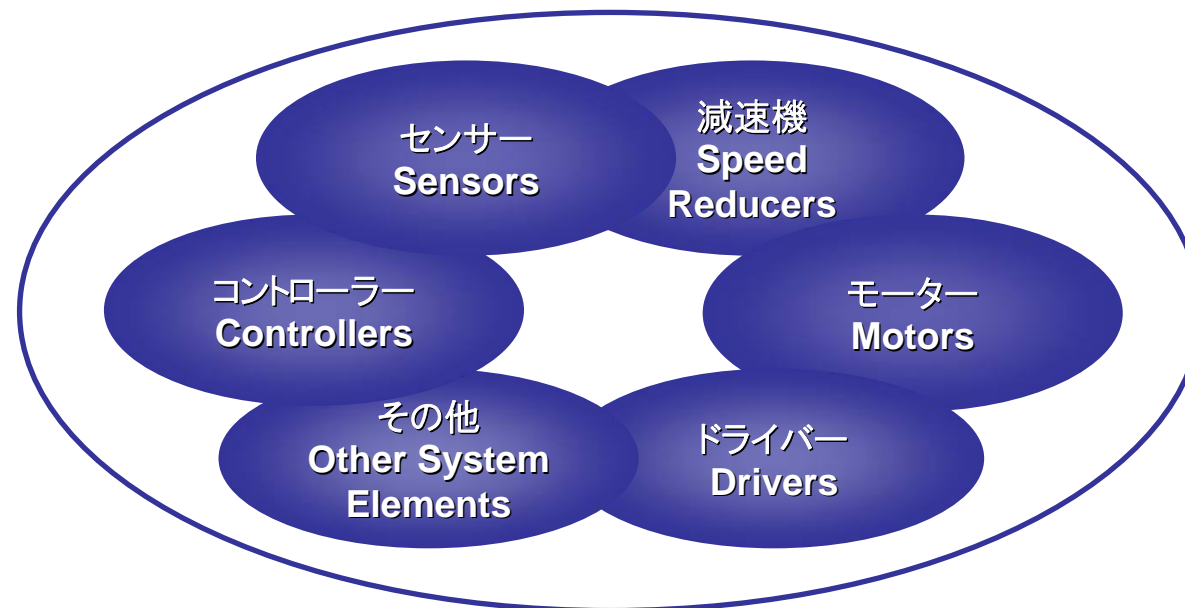 センサー
Sensors
減速機
Speed
Reducers
コントローラー
Controllers
モーター
Motors
その他
Other System
Elements
ドライバー
Drivers